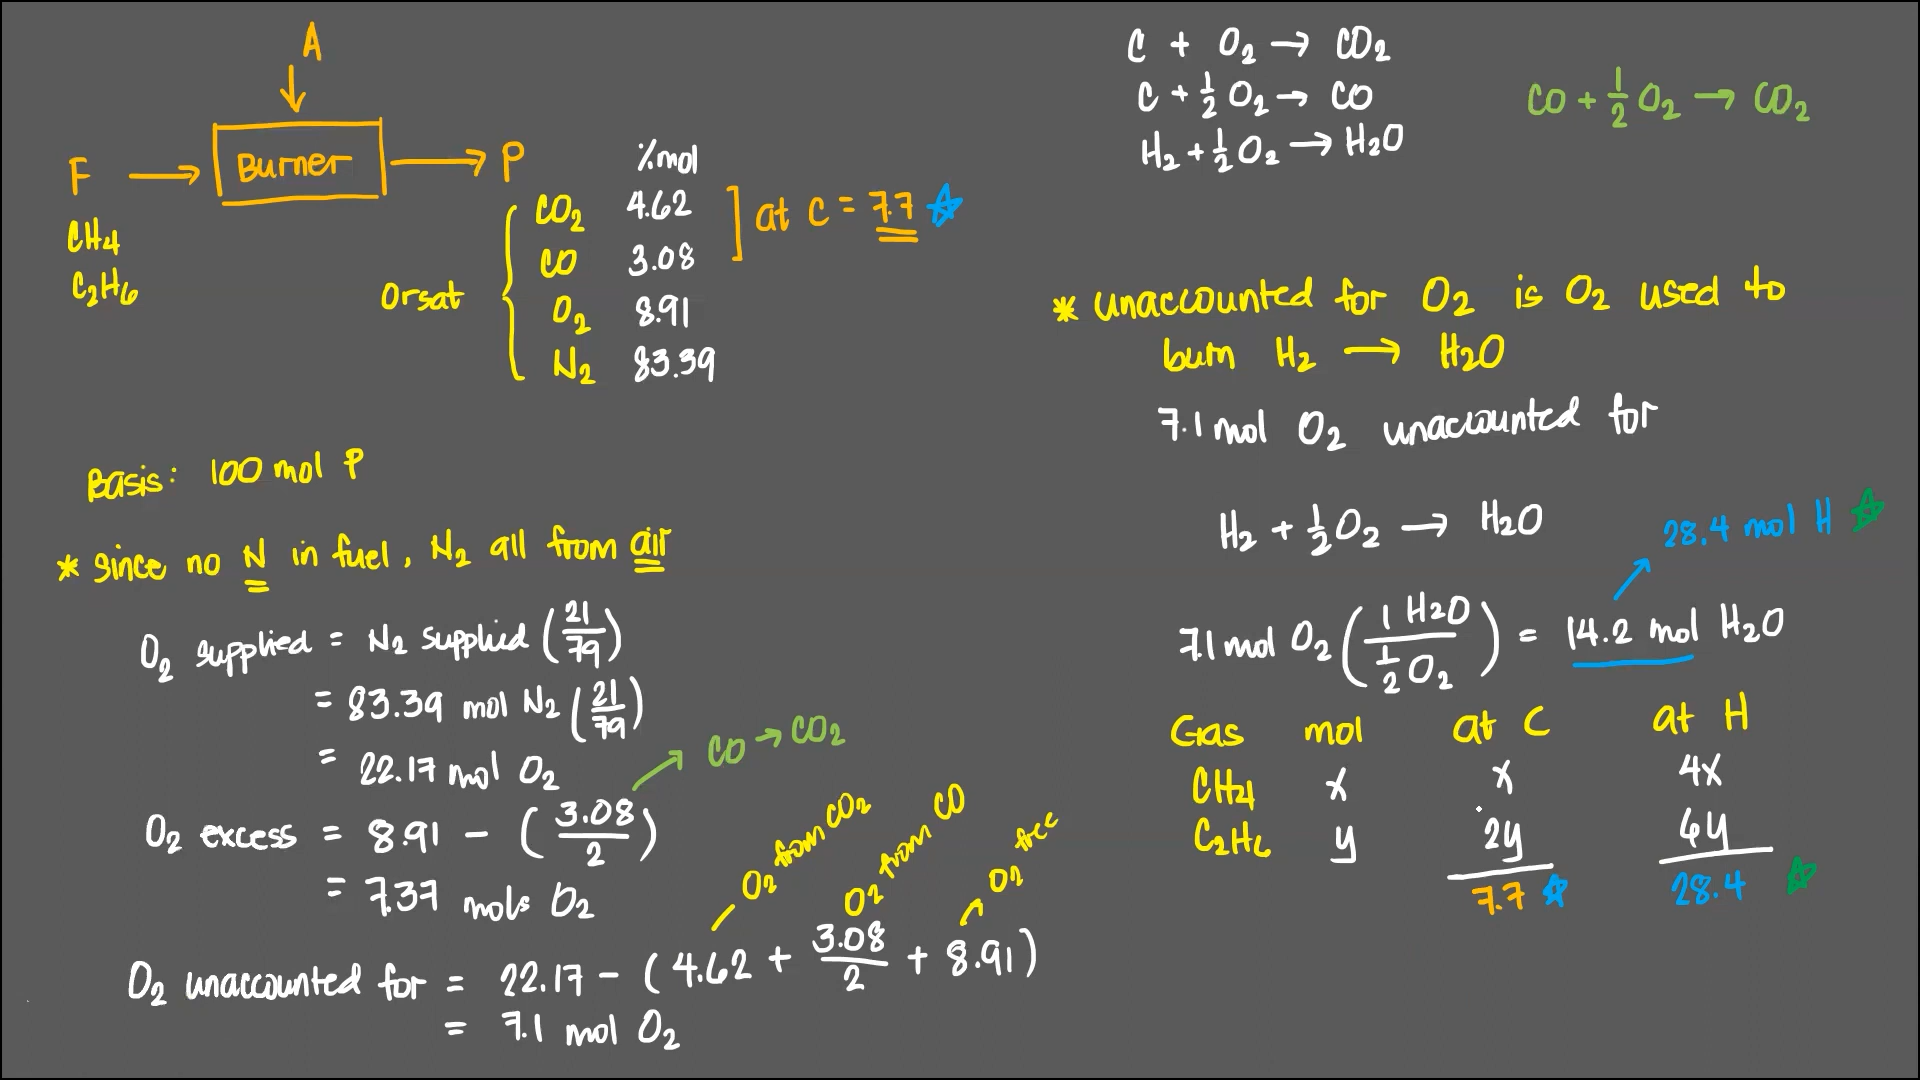 A
F → Burner → P
CH4
C2H6
%mol
Orsat
CO2 4.62
CO 3.08
O2 8.91
N2 83.39
at C = 7.7
Basis: 100 mol P
* since no N in fuel, N2 all from air
O2 supplied = N2 supplied (21/79)
= 83.39 mol N2 (21/79)
= 22.17 mol O2
CO → CO2
O2 excess = 8.91 - (3.08/2)
= 7.37 mols O2
O2 from CO2
O2 from CO
O2 free
O2 unaccounted for = 22.17 - (4.62 + 3.08/2 + 8.91)
= 7.1 mol O2
C + O2 → CO2
C + 1/2 O2 → CO
H2 + 1/2 O2 → H2O
CO + 1/2 O2 → CO2
* unaccounted for O2 is O2 used to
burn H2 → H2O
7.1 mol O2 unaccounted for
H2 + 1/2 O2 → H2O
28.4 mol H
7.1 mol O2 (1 H2O / 1/2 O2) = 14.2 mol H2O
Gas mol at C at H
CH4 x x 4x
C2H6 y 2y 6y
7.7 28.4